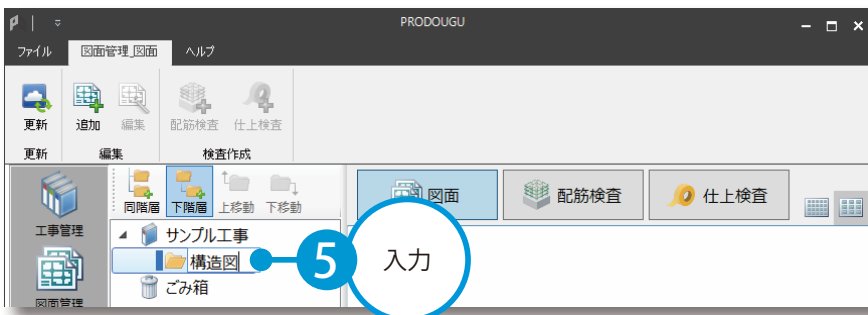 PRODOUGU
ファイル 図面管理_図面 ヘルプ
更新 追加 編集 配筋検査 仕上検査
更新 編集 検査作成
同階層 下階層 上移動 下移動
図面 配筋検査 仕上検査
工事管理
サンプル工事
構造図
5 入力
ごみ箱
図面管理